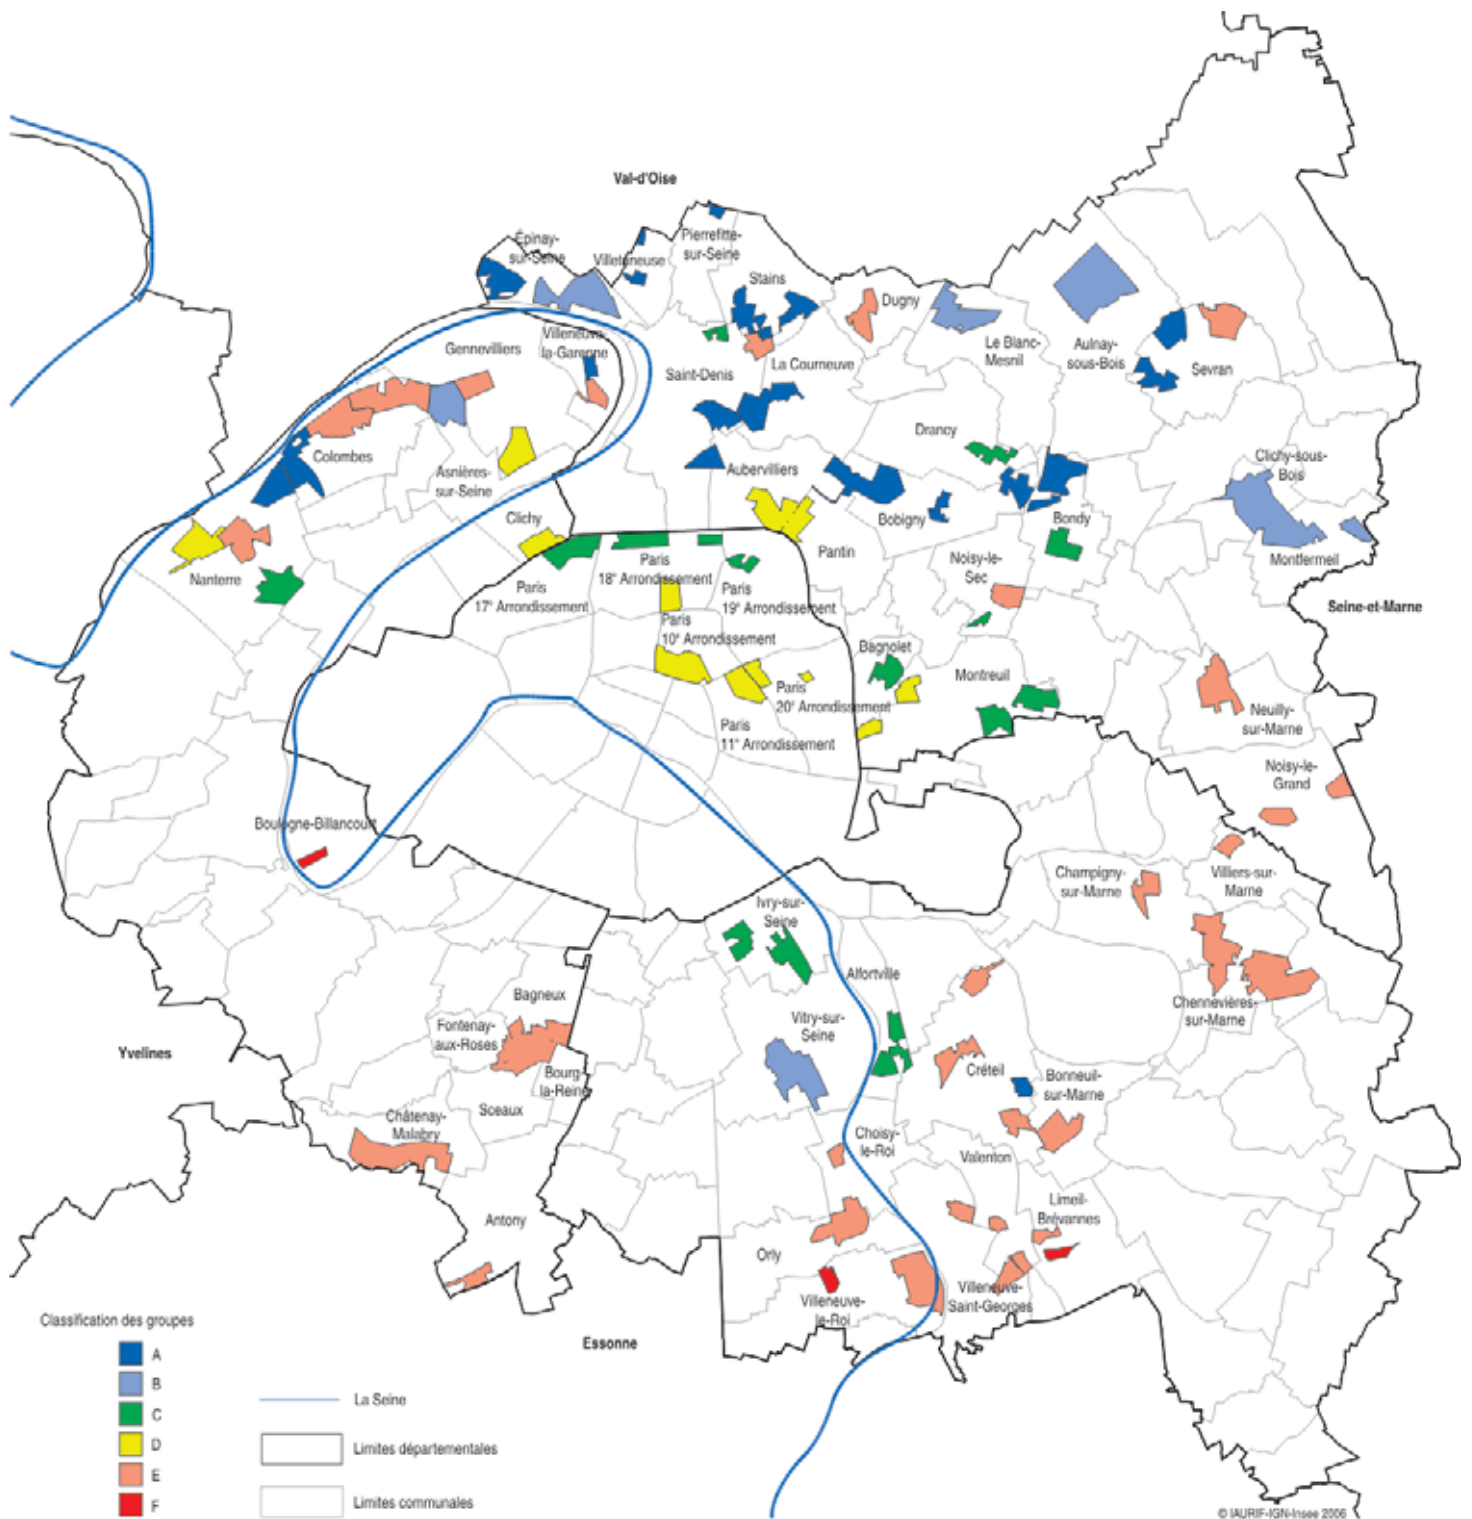 Val-d'Oise
Épinay-
sur-Seine
Villetaneuse
Pierrefitte-
sur-Seine
Stains
Dugny
Le Blanc-
Mesnil
Aulnay-
sous-Bois
Sevran
Villeneuve-
la-Garenne
Gennevilliers
Saint-Denis
La Courneuve
Colombes
Asnières-
sur-Seine
Drancy
Aubervilliers
Clichy-sous-
Bois
Clichy
Bobigny
Bondy
Pantin
Montfermeil
Nanterre
Noisy-le-
Sec
Paris
18e Arrondissement
Paris
17e Arrondissement
Paris
19e Arrondissement
Seine-et-Marne
Paris
10e Arrondissement
Bagnolet
Montreuil
Paris
20e Arrondissement
Neuilly-
sur-Marne
Paris
11e Arrondissement
Noisy-le-
Grand
Boulogne-Billancourt
Champigny-
sur-Marne
Villiers-sur-
Marne
Ivry-sur-
Seine
Alfortville
Bagneux
Chennevières-
sur-Marne
Fontenay-
aux-Roses
Vitry-sur-
Seine
Yvelines
Bourg-
la-Reine
Créteil
Bonneuil-
sur-Marne
Sceaux
Châtenay-
Malabry
Choisy-
le-Roi
Valenton
Limeil-
Brévannes
Antony
Orly
Villeneuve-
le-Roi
Villeneuve-
Saint-Georges
Essonne
Classification des groupes
A
B
C
D
E
F
La Seine
Limites départementales
Limites communales
© IAURIF-IGN-Insee 2006